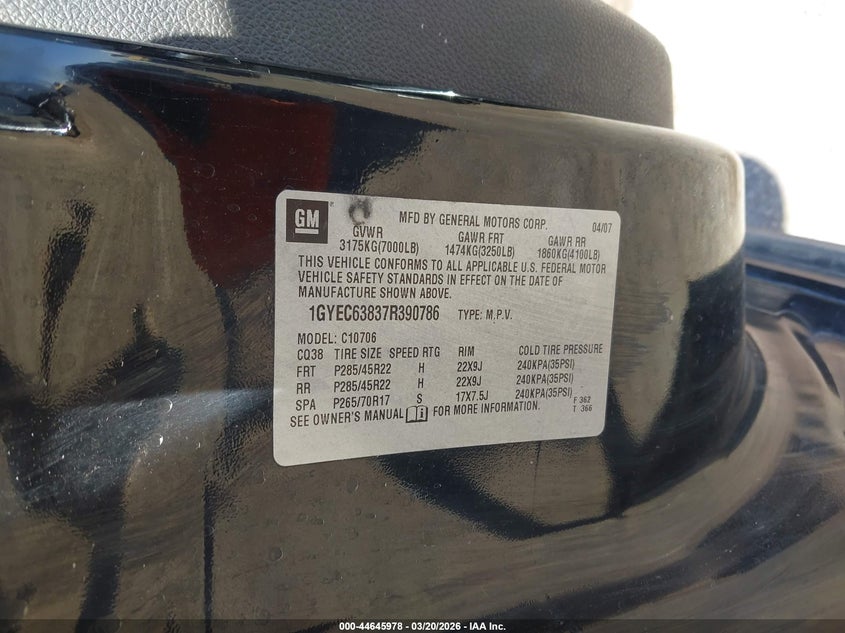 GM
MFD BY GENERAL MOTORS CORP. 04/07
GVWR GAWR FRT GAWR RR
3175KG(7000LB) 1474KG(3250LB) 1860KG(4100LB)
THIS VEHICLE CONFORMS TO ALL APPLICABLE U.S. FEDERAL MOTOR
VEHICLE SAFETY STANDARDS IN EFFECT ON THE DATE OF
MANUFACTURE SHOWN ABOVE.
1GYEC63837R390786 TYPE: M.P.V.
MODEL: C10706
CQ38 TIRE SIZE SPEED RTG RIM COLD TIRE PRESSURE
FRT P285/45R22 H 22X9J 240KPA(35PSI)
RR P285/45R22 H 22X9J 240KPA(35PSI)
SPA P265/70R17 S 17X7.5J 240KPA(35PSI)
SEE OWNER'S MANUAL FOR MORE INFORMATION.
F 362
T 366
000-44645978 — 03/20/2026 — IAA Inc.